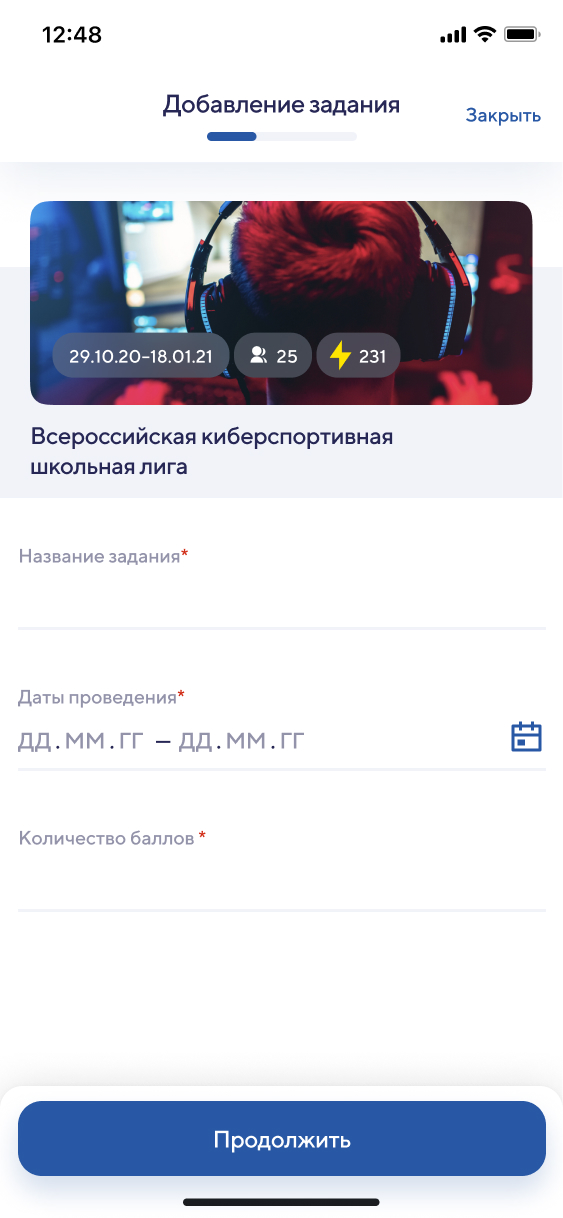 12:48
Добавление задания
Закрыть
29.10.20–18.01.21
25
231
Всероссийская киберспортивная
школьная лига
Название задания*
Даты проведения*
ДД . ММ . ГГ – ДД . ММ . ГГ
Количество баллов *
Продолжить